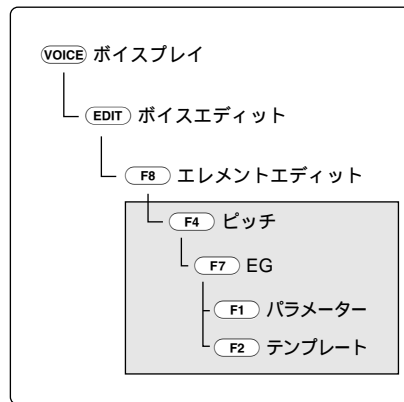 VOICE ボイスプレイ
EDIT ボイスエディット
F8 エレメントエディット
F4 ピッチ
F7 EG
F1 パラメーター
F2 テンプレート